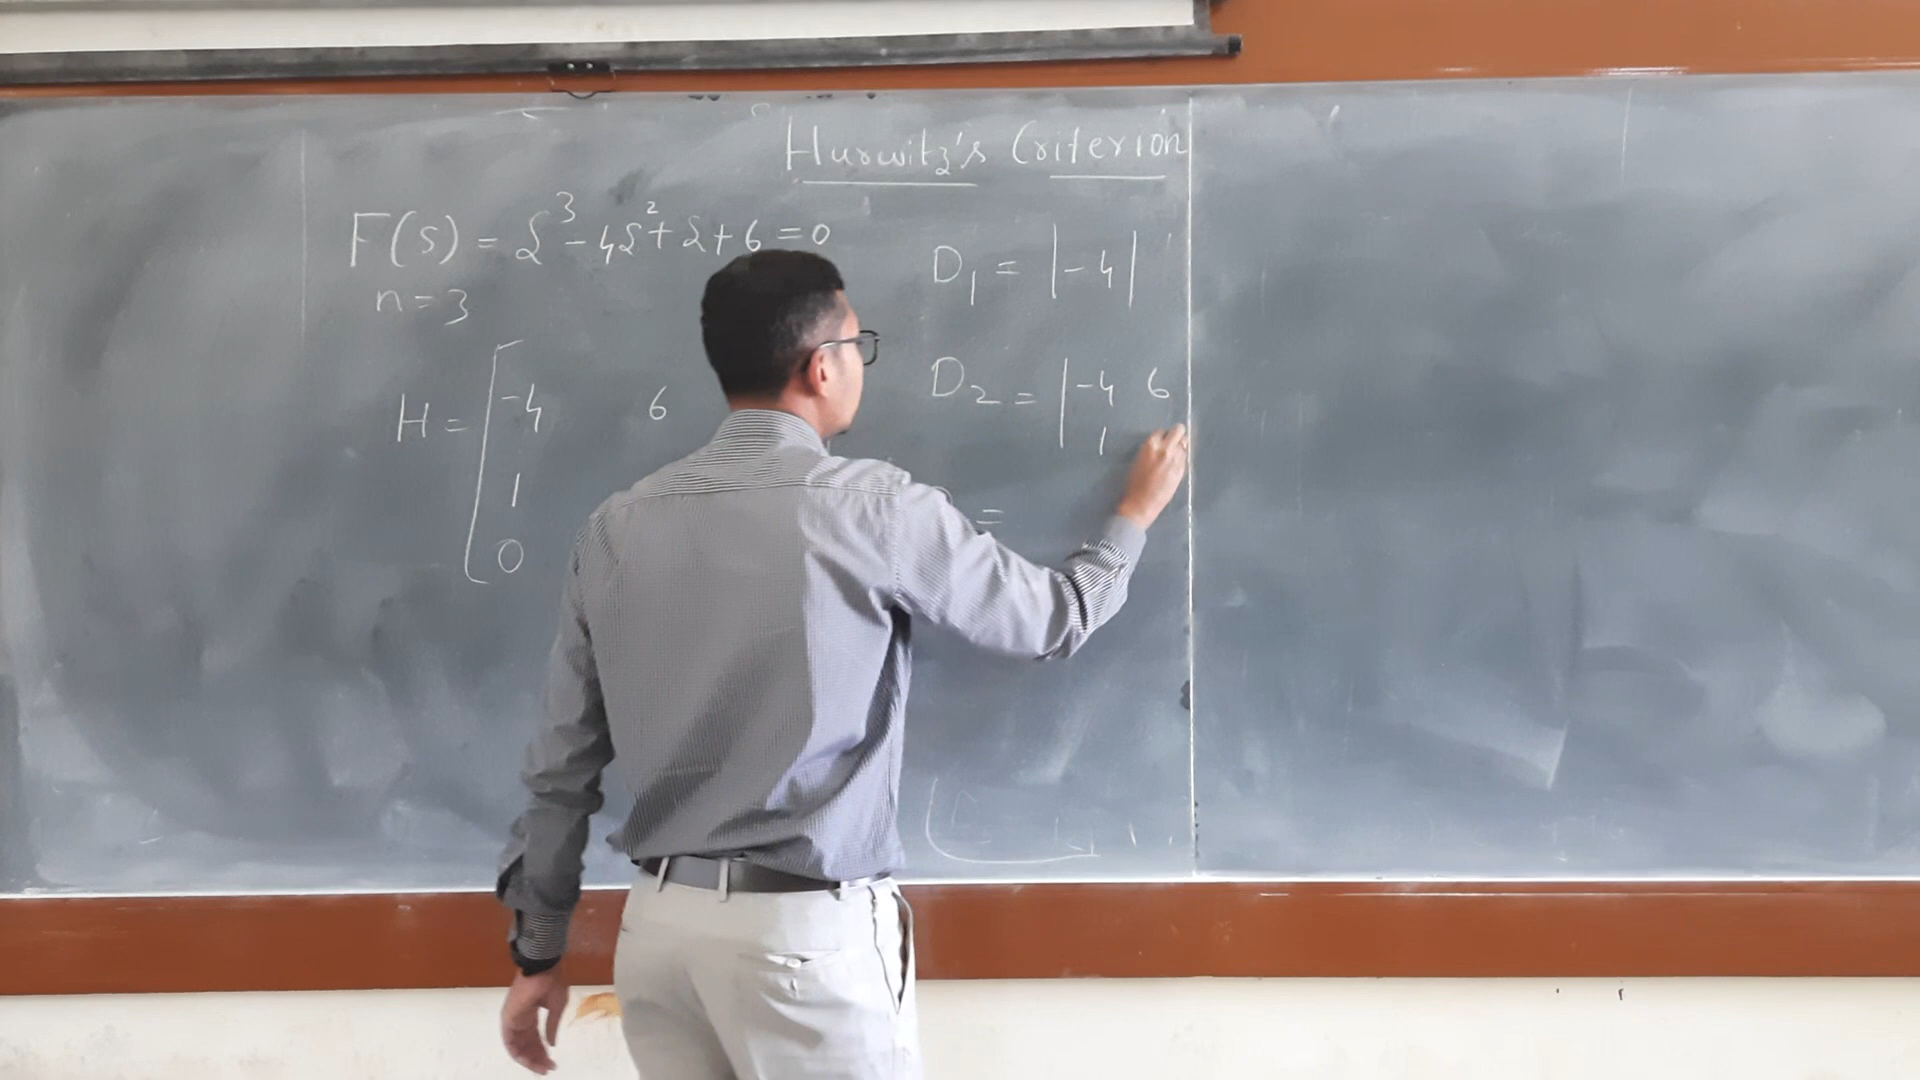 Hurwitz's Criterion
F(s) = s³ - 4s² + s + 6 = 0
n = 3
H = [ -4 6
1
0
D₁ = |-4|
D₂ = | -4 6
1
=